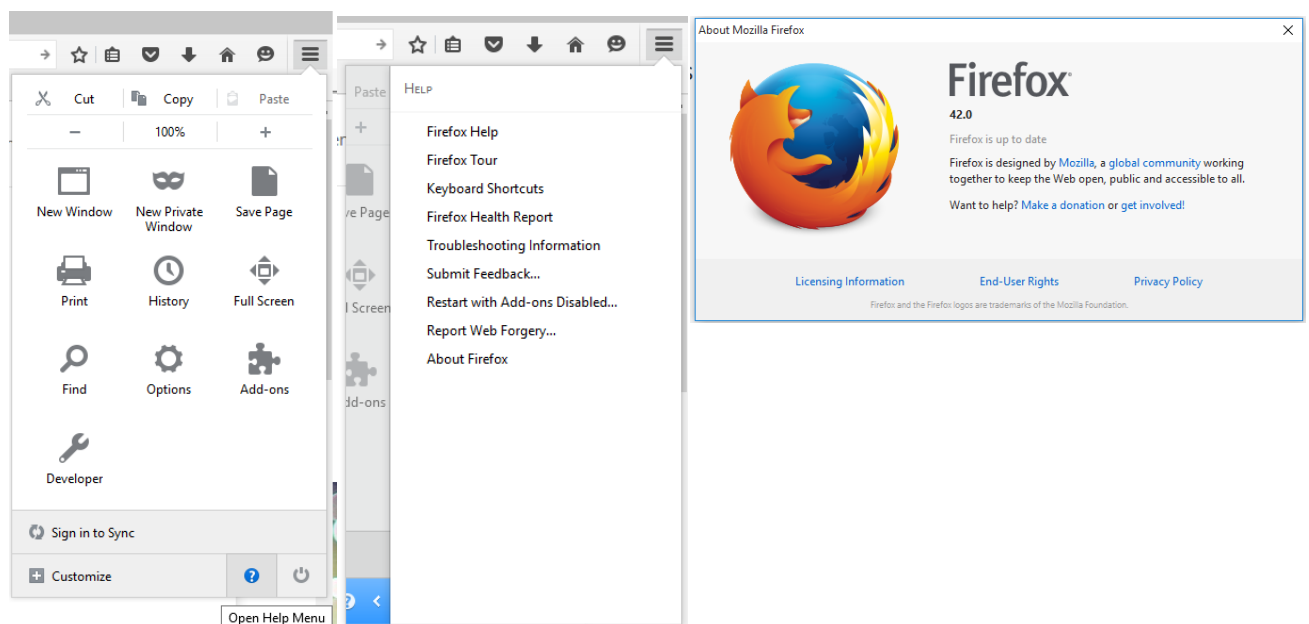 Cut
Copy
Paste
100%
New Window
New Private
Window
Save Page
Print
History
Full Screen
Find
Options
Add-ons
Developer
Sign in to Sync
Customize
Open Help Menu
Paste
ve Page
l Screen
dd-ons
Help
Firefox Help
Firefox Tour
Keyboard Shortcuts
Firefox Health Report
Troubleshooting Information
Submit Feedback...
Restart with Add-ons Disabled...
Report Web Forgery...
About Firefox
About Mozilla Firefox
Firefox
42.0
Firefox is up to date
Firefox is designed by Mozilla, a global community working
together to keep the Web open, public and accessible to all.
Want to help? Make a donation or get involved!
Licensing Information
End-User Rights
Privacy Policy
Firefox and the Firefox logos are trademarks of the Mozilla Foundation.